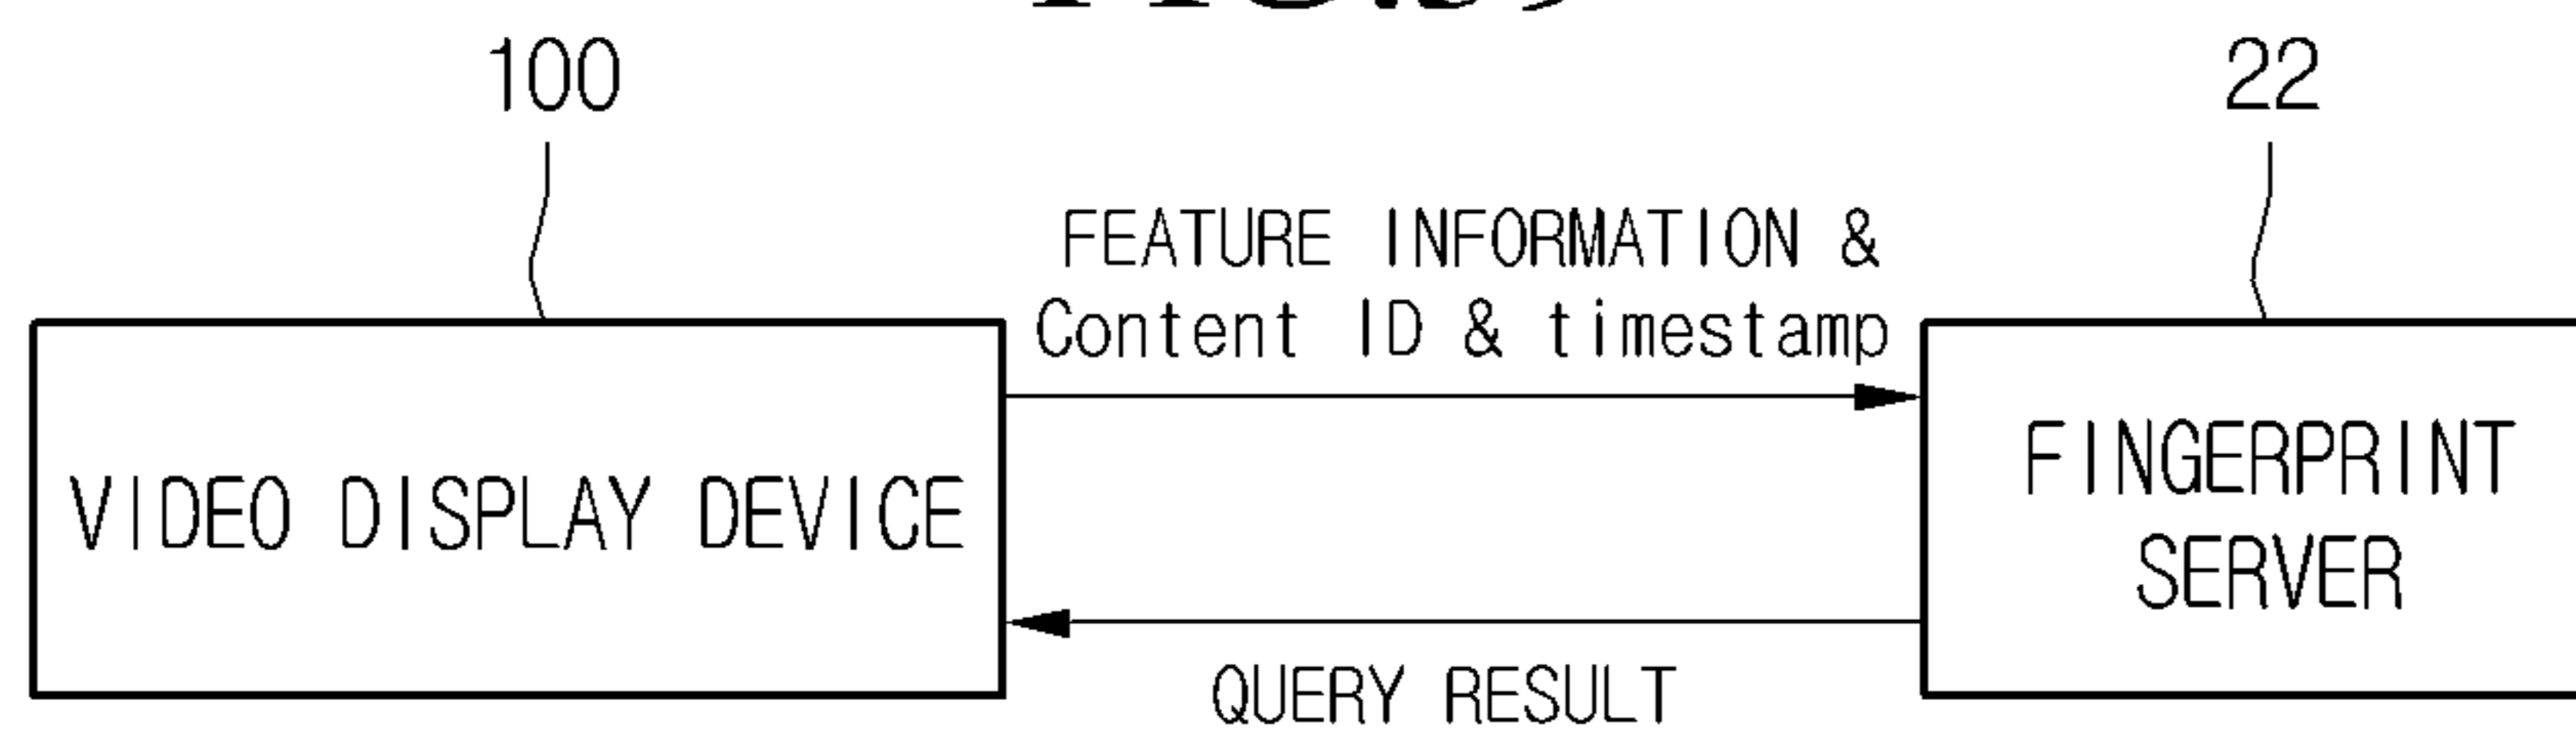 100
22
FEATURE INFORMATION &
Content ID & timestamp
VIDEO DISPLAY DEVICE
FINGERPRINT
SERVER
QUERY RESULT